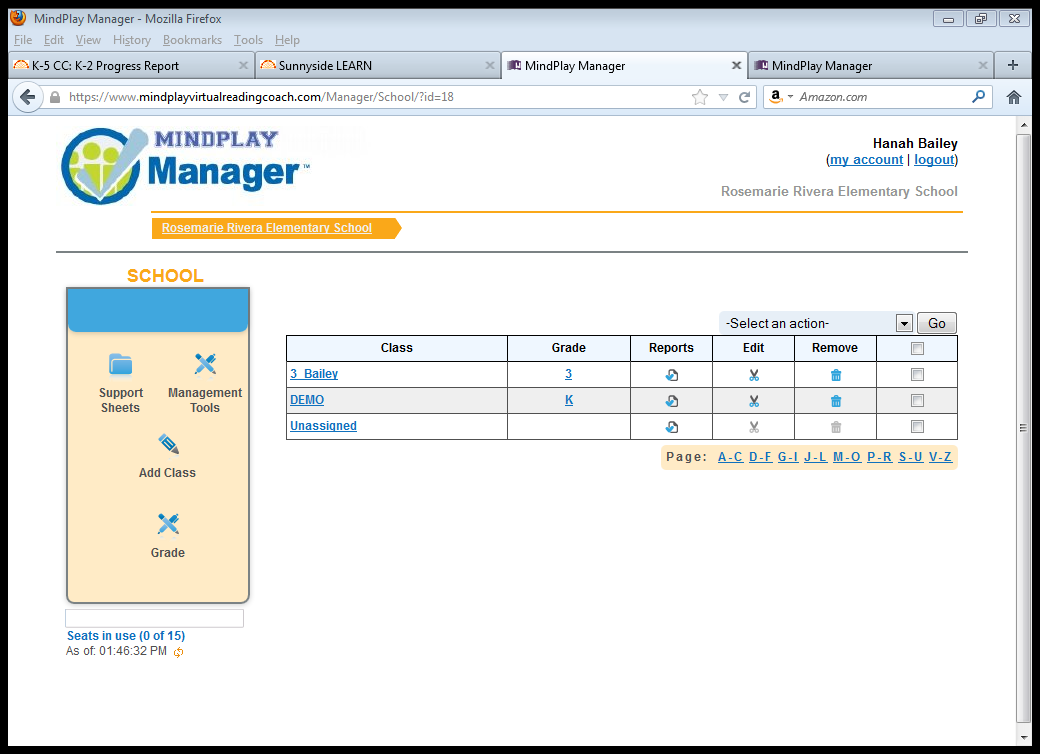 MindPlay Manager - Mozilla Firefox
File Edit View History Bookmarks Tools Help
K-5 CC: K-2 Progress Report Sunnyside LEARN MindPlay Manager MindPlay Manager
https://www.mindplayvirtualreadingcoach.com/Manager/School/?id=18 Amazon.com
MINDPLAY
Manager™
Hanah Bailey
(my account | logout)
Rosemarie Rivera Elementary School
Rosemarie Rivera Elementary School
SCHOOL
Support
Sheets
Management
Tools
Add Class
Grade
Seats in use (0 of 15)
As of: 01:46:32 PM
-Select an action- Go
Class Grade Reports Edit Remove
3_Bailey 3
DEMO K
Unassigned
Page: A-C D-F G-I J-L M-O P-R S-U V-Z